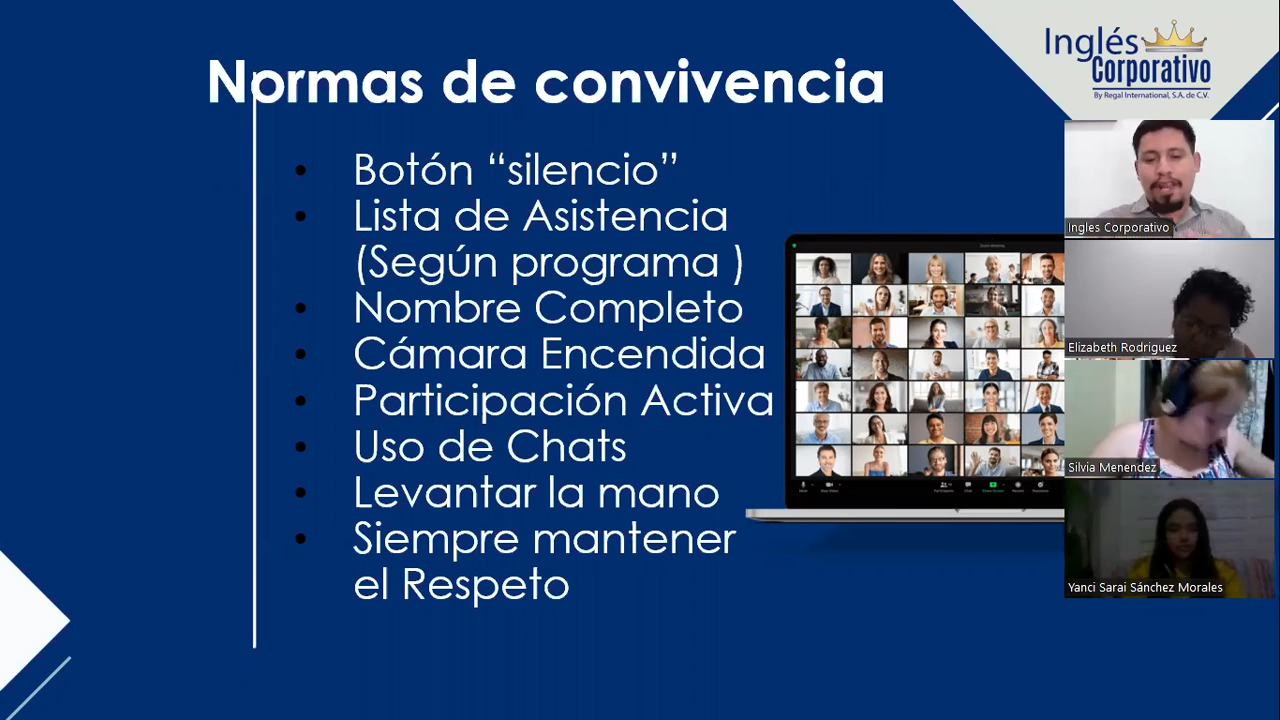 Normas de convivencia
Inglés
Corporativo
By Regal International, S.A. de C.V.
• Botón “silencio”
• Lista de Asistencia
(Según programa )
• Nombre Completo
• Cámara Encendida
• Participación Activa
• Uso de Chats
• Levantar la mano
• Siempre mantener
el Respeto
Ingles Corporativo
Elizabeth Rodriguez
Silvia Menendez
Yanci Sarai Sánchez Morales